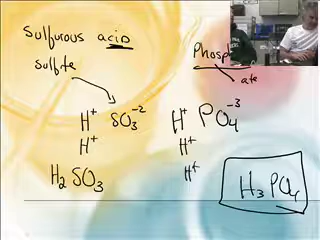 Sulfurous acid
Sulfite
H+ SO3-2
H+
H2SO3
Phosp
ate
H+ PO4-3
H+
H+
H3PO4